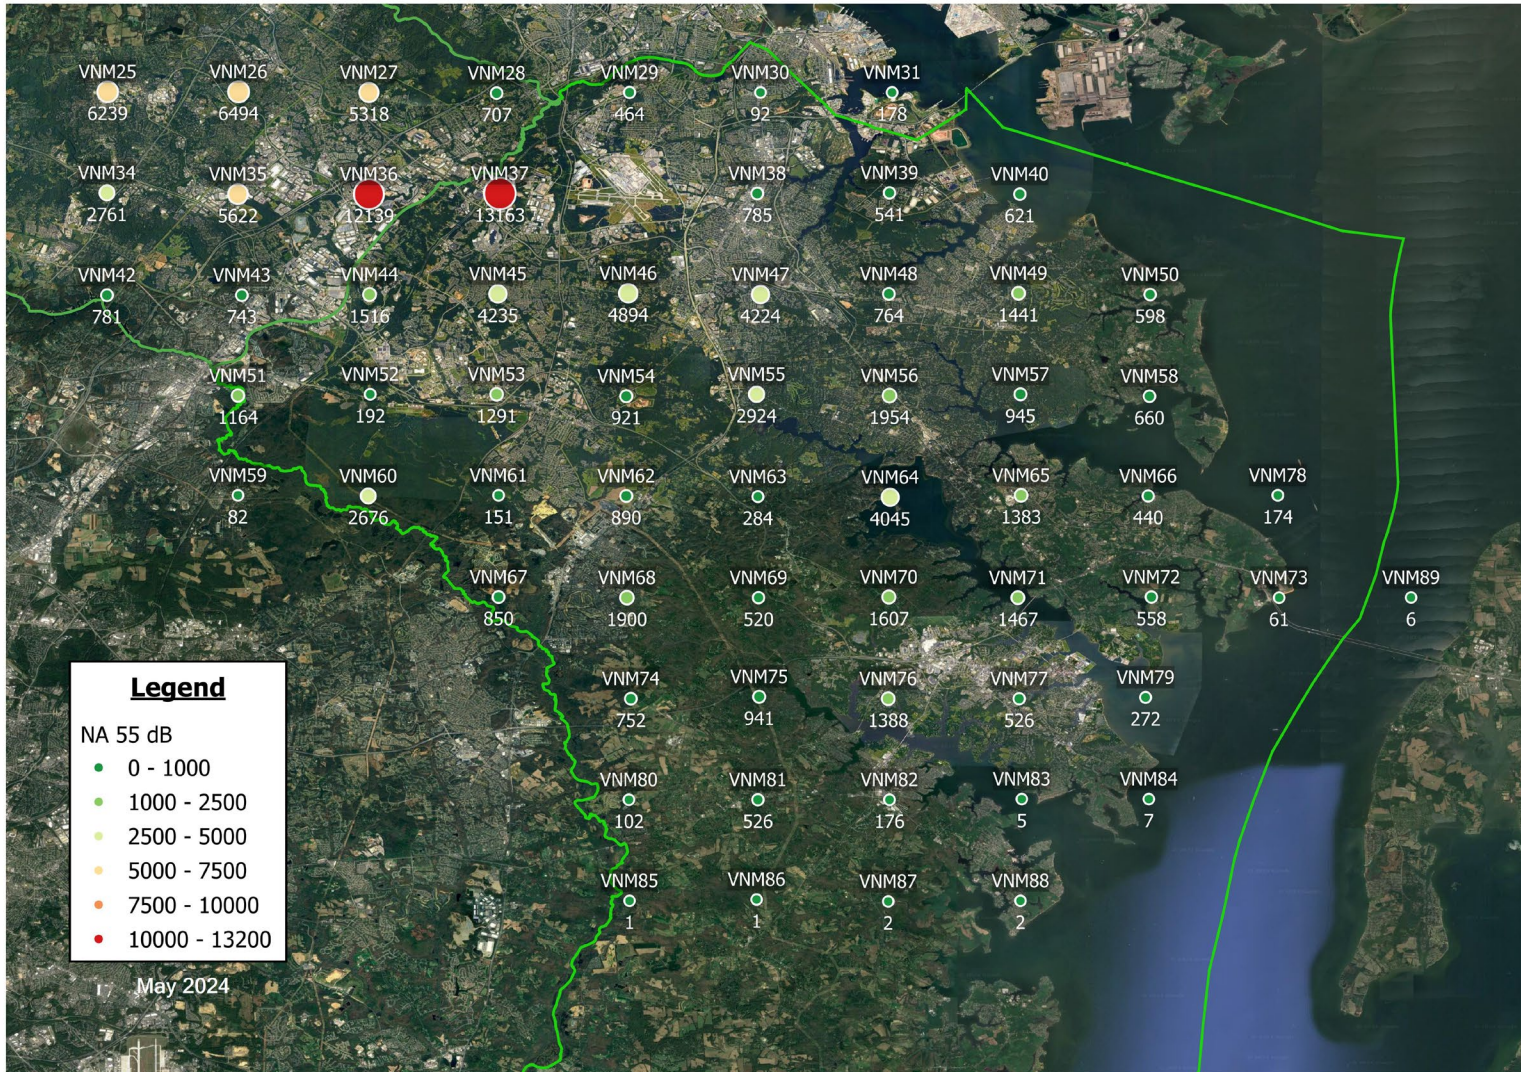 VNM25 VNM26 VNM27 VNM28 VNM29 VNM30 VNM31
6239 6494 5318 707 464 92 178
VNM34 VNM35 VNM36 VNM37 VNM38 VNM39 VNM40
2761 5622 12139 13163 785 541 621
VNM42 VNM43 VNM44 VNM45 VNM46 VNM47 VNM48 VNM49 VNM50
781 743 1516 4235 4894 4224 764 1441 598
VNM51 VNM52 VNM53 VNM54 VNM55 VNM56 VNM57 VNM58
1164 192 1291 921 2924 1954 945 660
VNM59 VNM60 VNM61 VNM62 VNM63 VNM64 VNM65 VNM66 VNM78
82 2676 151 890 284 4045 1383 440 174
VNM67 VNM68 VNM69 VNM70 VNM71 VNM72 VNM73 VNM89
850 1900 520 1607 1467 558 61 6
VNM74 VNM75 VNM76 VNM77 VNM79
752 941 1388 526 272
VNM80 VNM81 VNM82 VNM83 VNM84
102 526 176 5 7
VNM85 VNM86 VNM87 VNM88
1 1 2 2
Legend
NA 55 dB
0 - 1000
1000 - 2500
2500 - 5000
5000 - 7500
7500 - 10000
10000 - 13200
May 2024